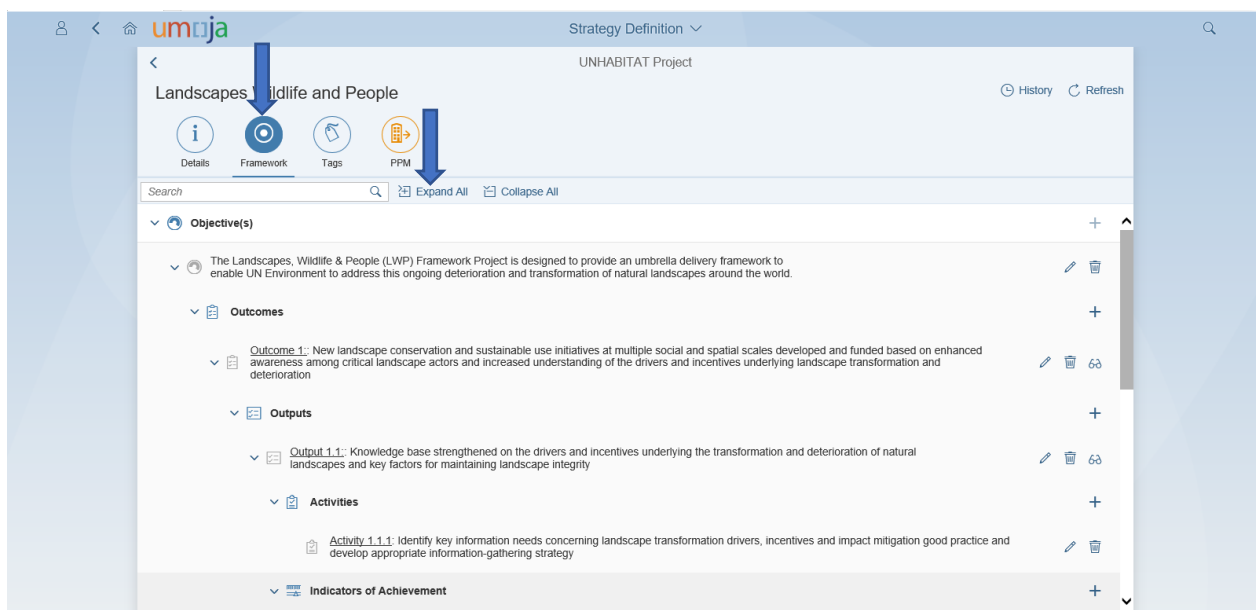 umoja
Strategy Definition
UNHABITAT Project
Landscapes Wildlife and People
History
Refresh
Details
Framework
Tags
PPM
Search
Expand All
Collapse All
Objective(s)
The Landscapes, Wildlife & People (LWP) Framework Project is designed to provide an umbrella delivery framework to
enable UN Environment to address this ongoing deterioration and transformation of natural landscapes around the world.
Outcomes
Outcome 1:: New landscape conservation and sustainable use initiatives at multiple social and spatial scales developed and funded based on enhanced
awareness among critical landscape actors and increased understanding of the drivers and incentives underlying landscape transformation and
deterioration
Outputs
Output 1.1:: Knowledge base strengthened on the drivers and incentives underlying the transformation and deterioration of natural
landscapes and key factors for maintaining landscape integrity
Activities
Activity 1.1.1: Identify key information needs concerning landscape transformation drivers, incentives and impact mitigation good practice and
develop appropriate information-gathering strategy
Indicators of Achievement